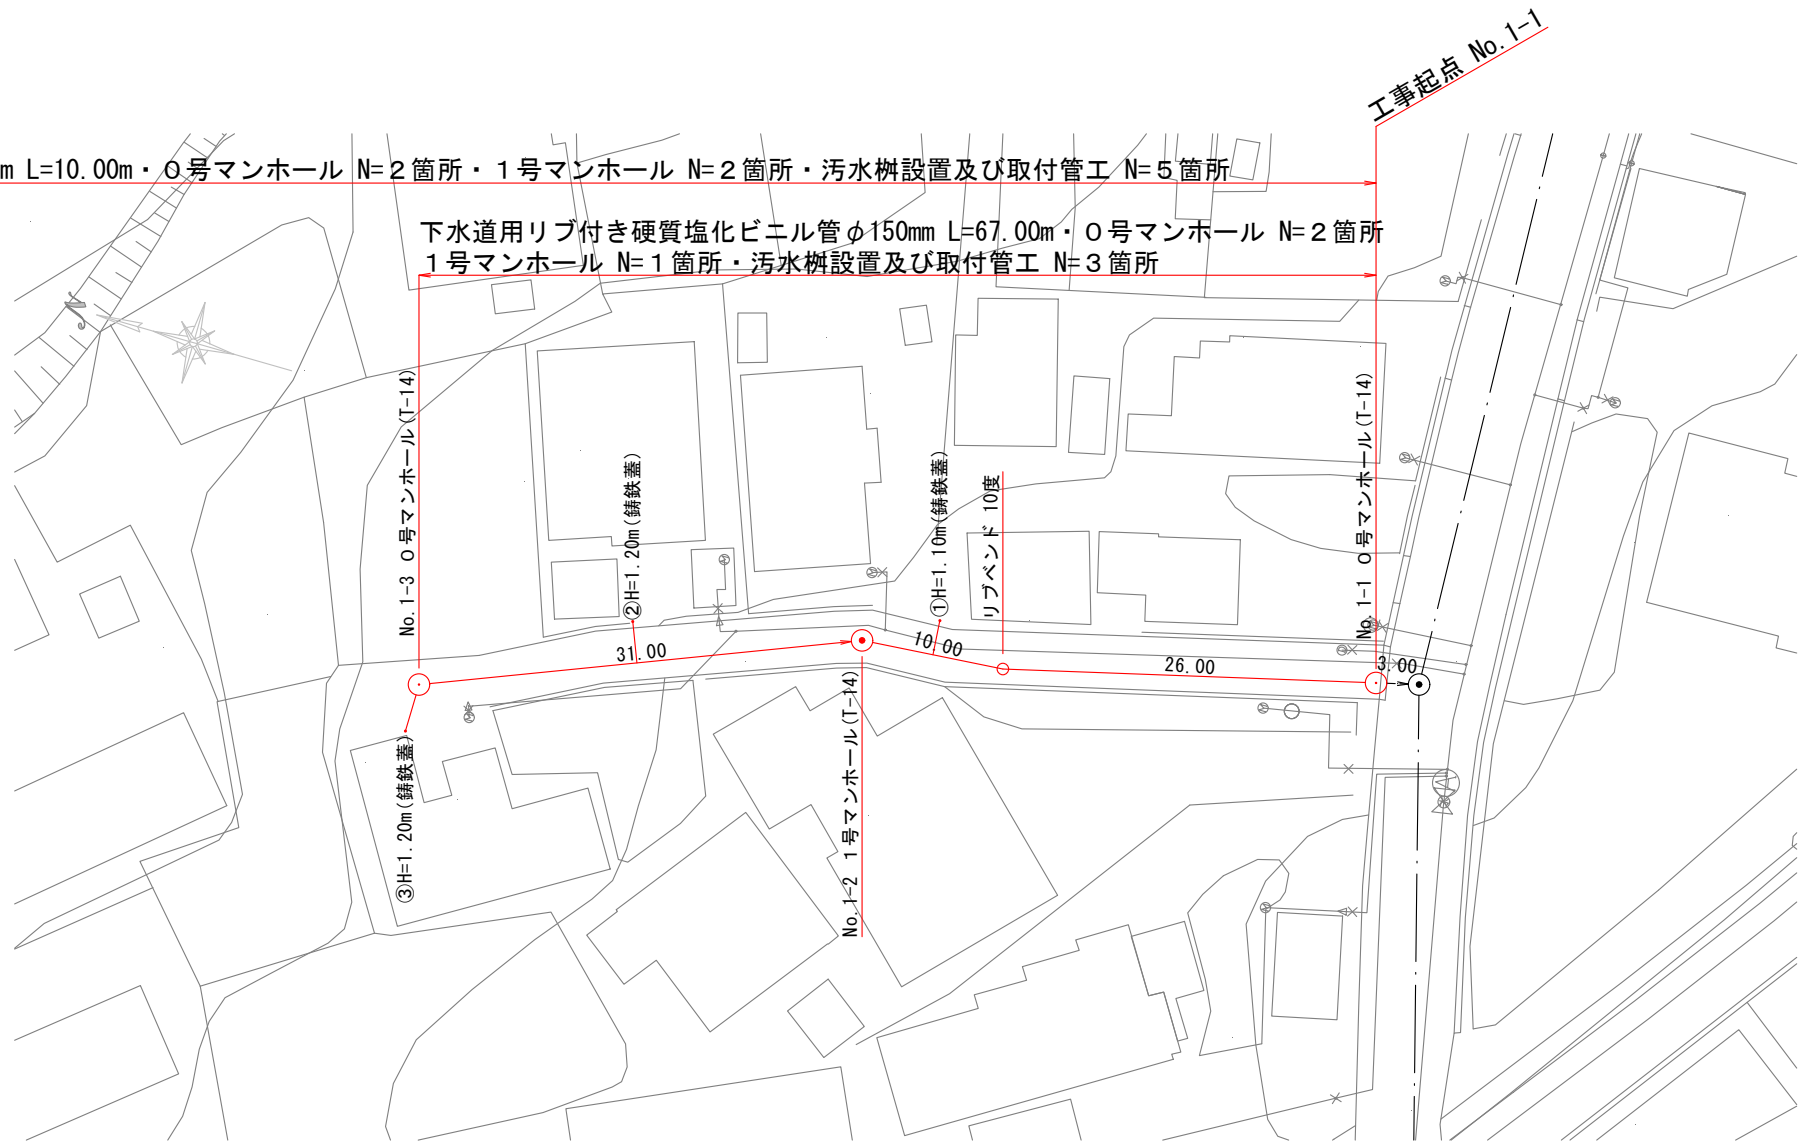 工事起点 No.1-1
m L=10.00m・０号マンホール N=２箇所・１号マンホール N=２箇所・汚水桝設置及び取付管工 N=５箇所
下水道用リブ付き硬質塩化ビニル管φ150mm L=67.00m・０号マンホール N=２箇所
１号マンホール N=１箇所・汚水桝設置及び取付管工 N=３箇所
No.1-3 ０号マンホール(T-14)
②H=1.20m(鋳鉄蓋)
①H=1.10m(鋳鉄蓋)
リブベンド 10度
No.1-1 ０号マンホール(T-14)
31.00
10.00
26.00
3.00
③H=1.20m(鋳鉄蓋)
No.1-2 １号マンホール(T-14)